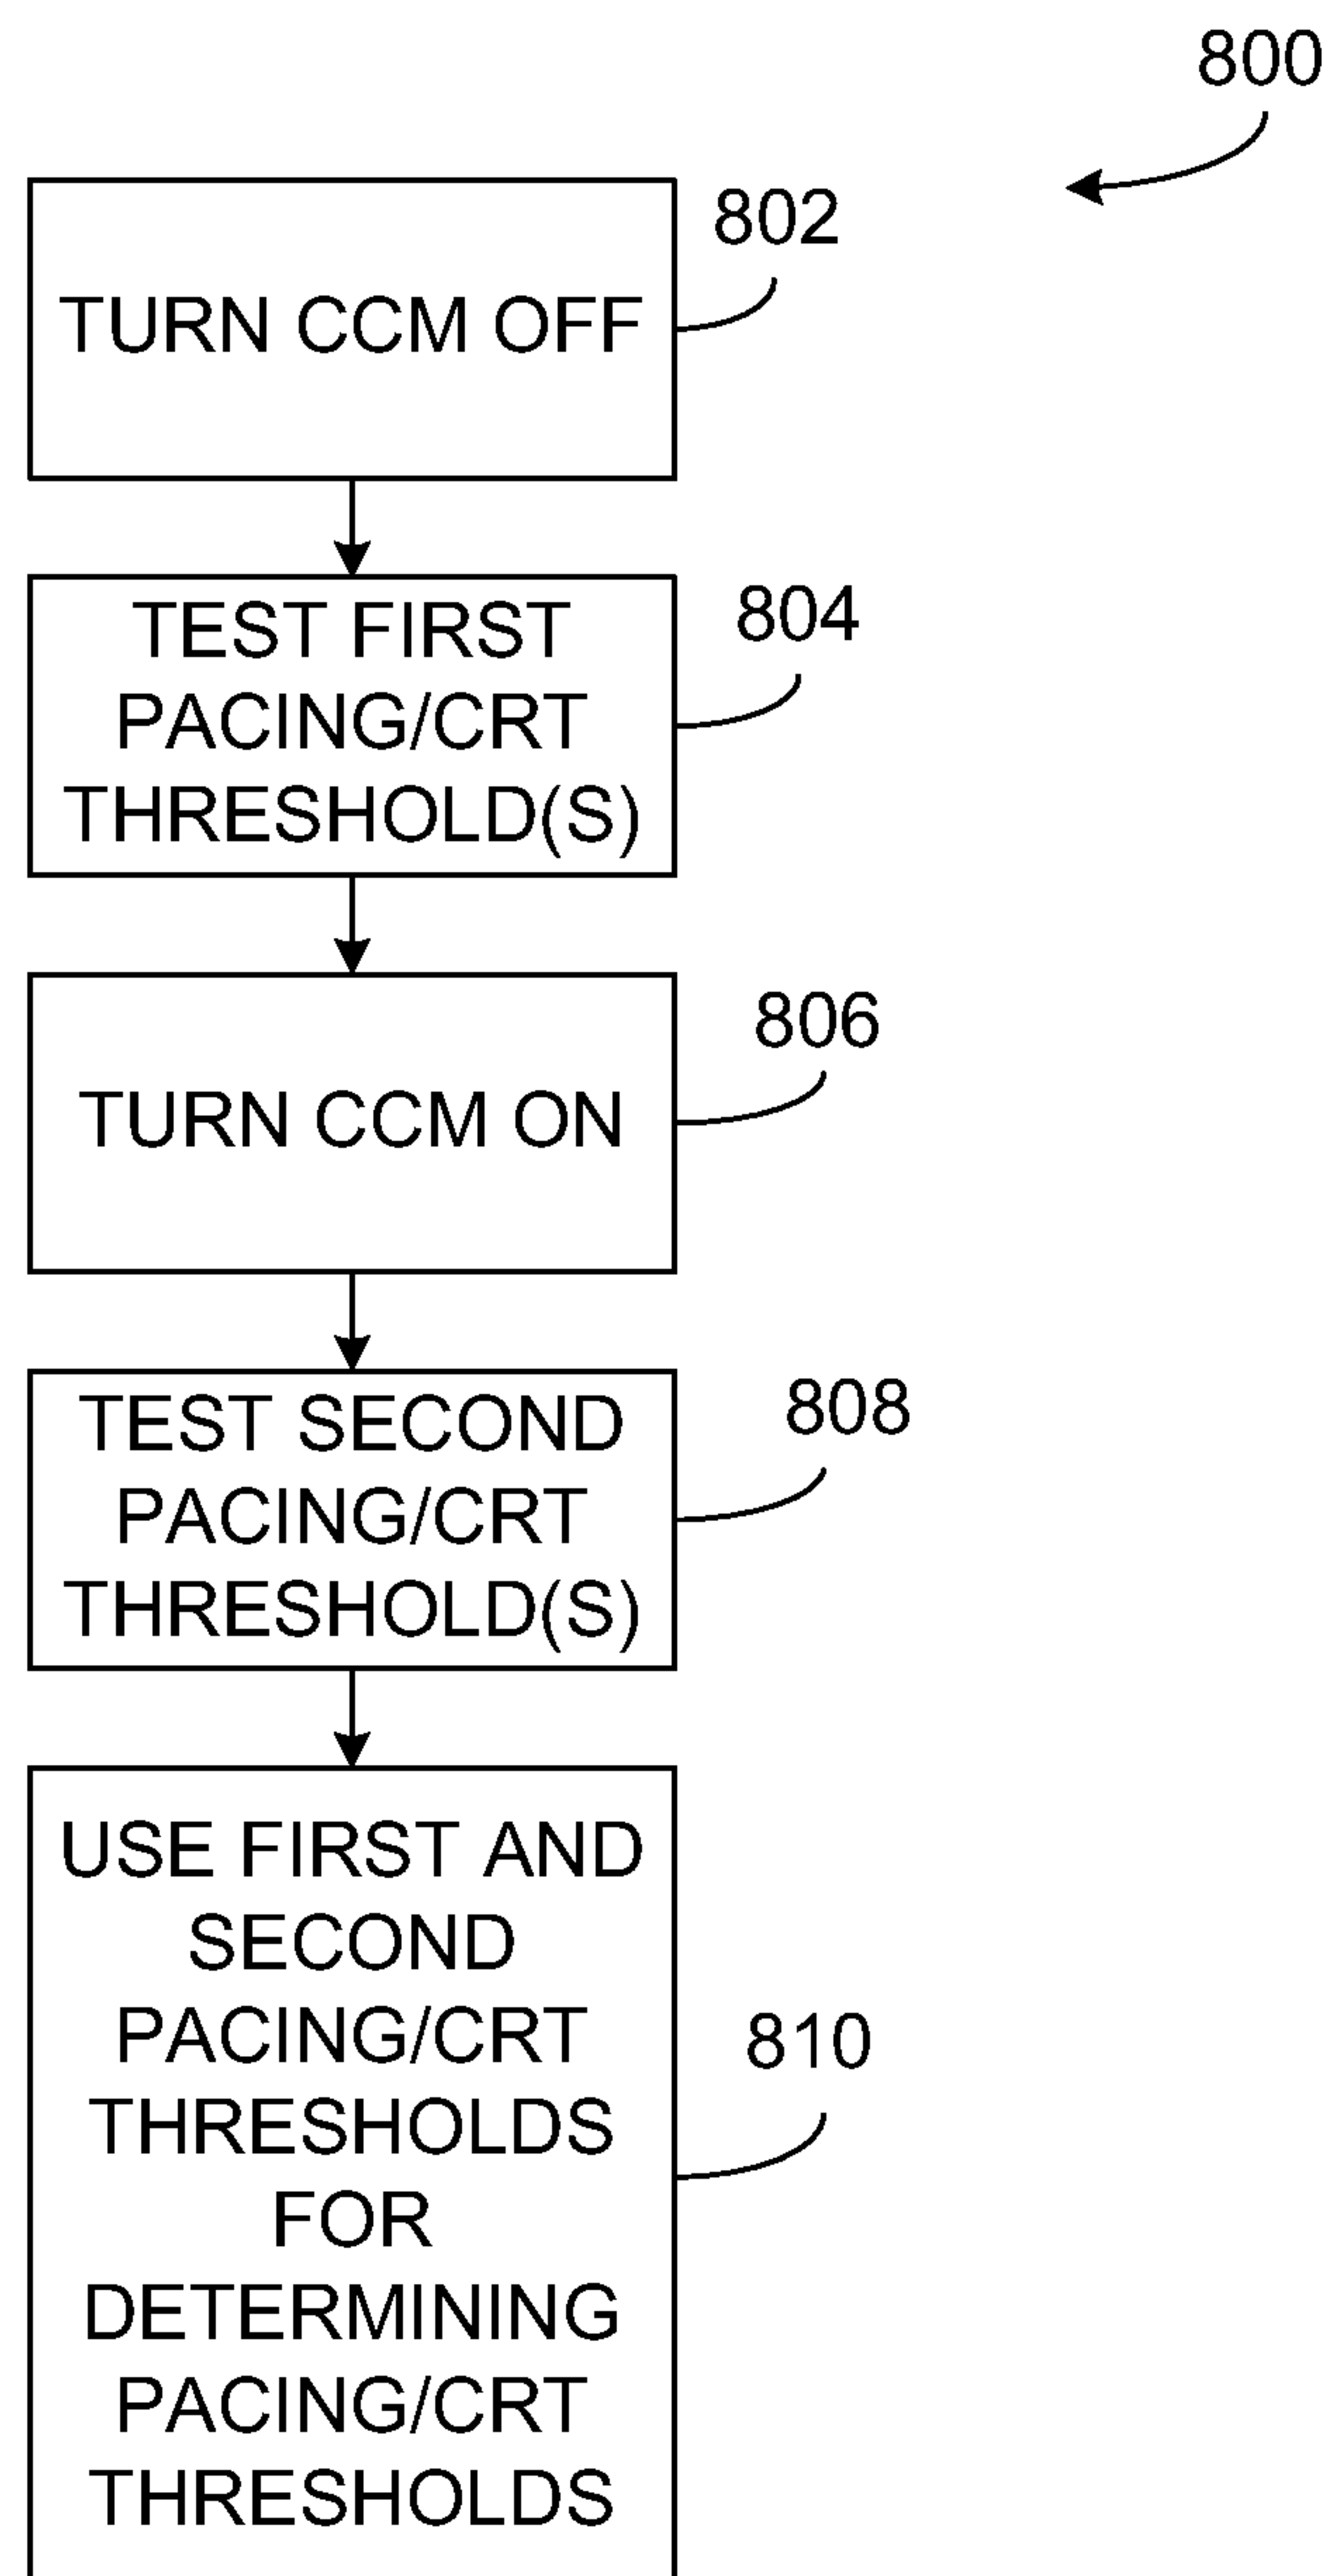 800
802
TURN CCM OFF
804
TEST FIRST
PACING/CRT
THRESHOLD(S)
806
TURN CCM ON
808
TEST SECOND
PACING/CRT
THRESHOLD(S)
810
USE FIRST AND
SECOND
PACING/CRT
THRESHOLDS
FOR
DETERMINING
PACING/CRT
THRESHOLDS